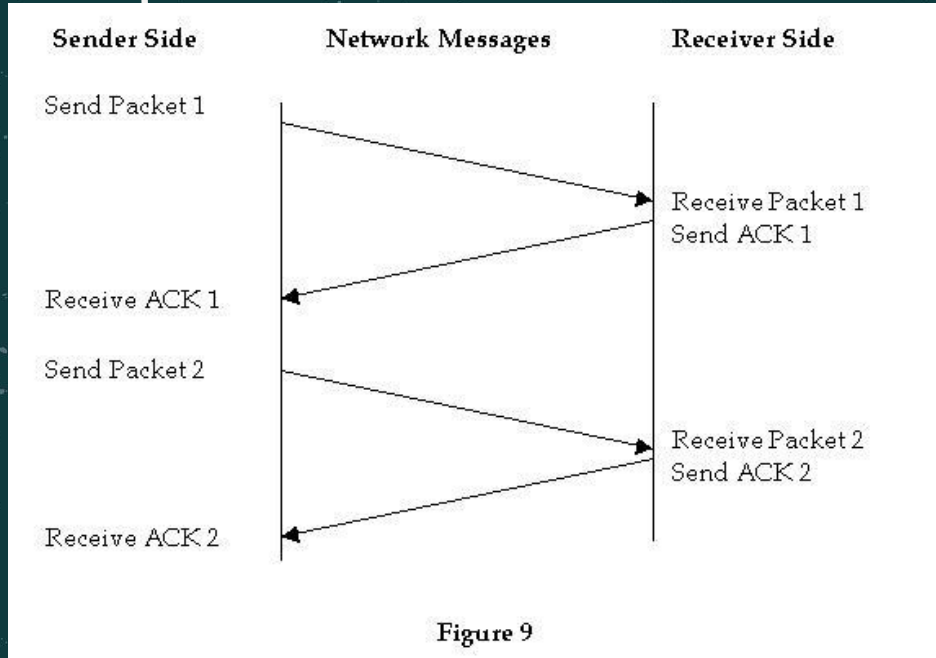 Sender Side
Network Messages
Receiver Side
Send Packet 1
Receive Packet 1
Send ACK 1
Receive ACK 1
Send Packet 2
Receive Packet 2
Send ACK 2
Receive ACK 2
Figure 9